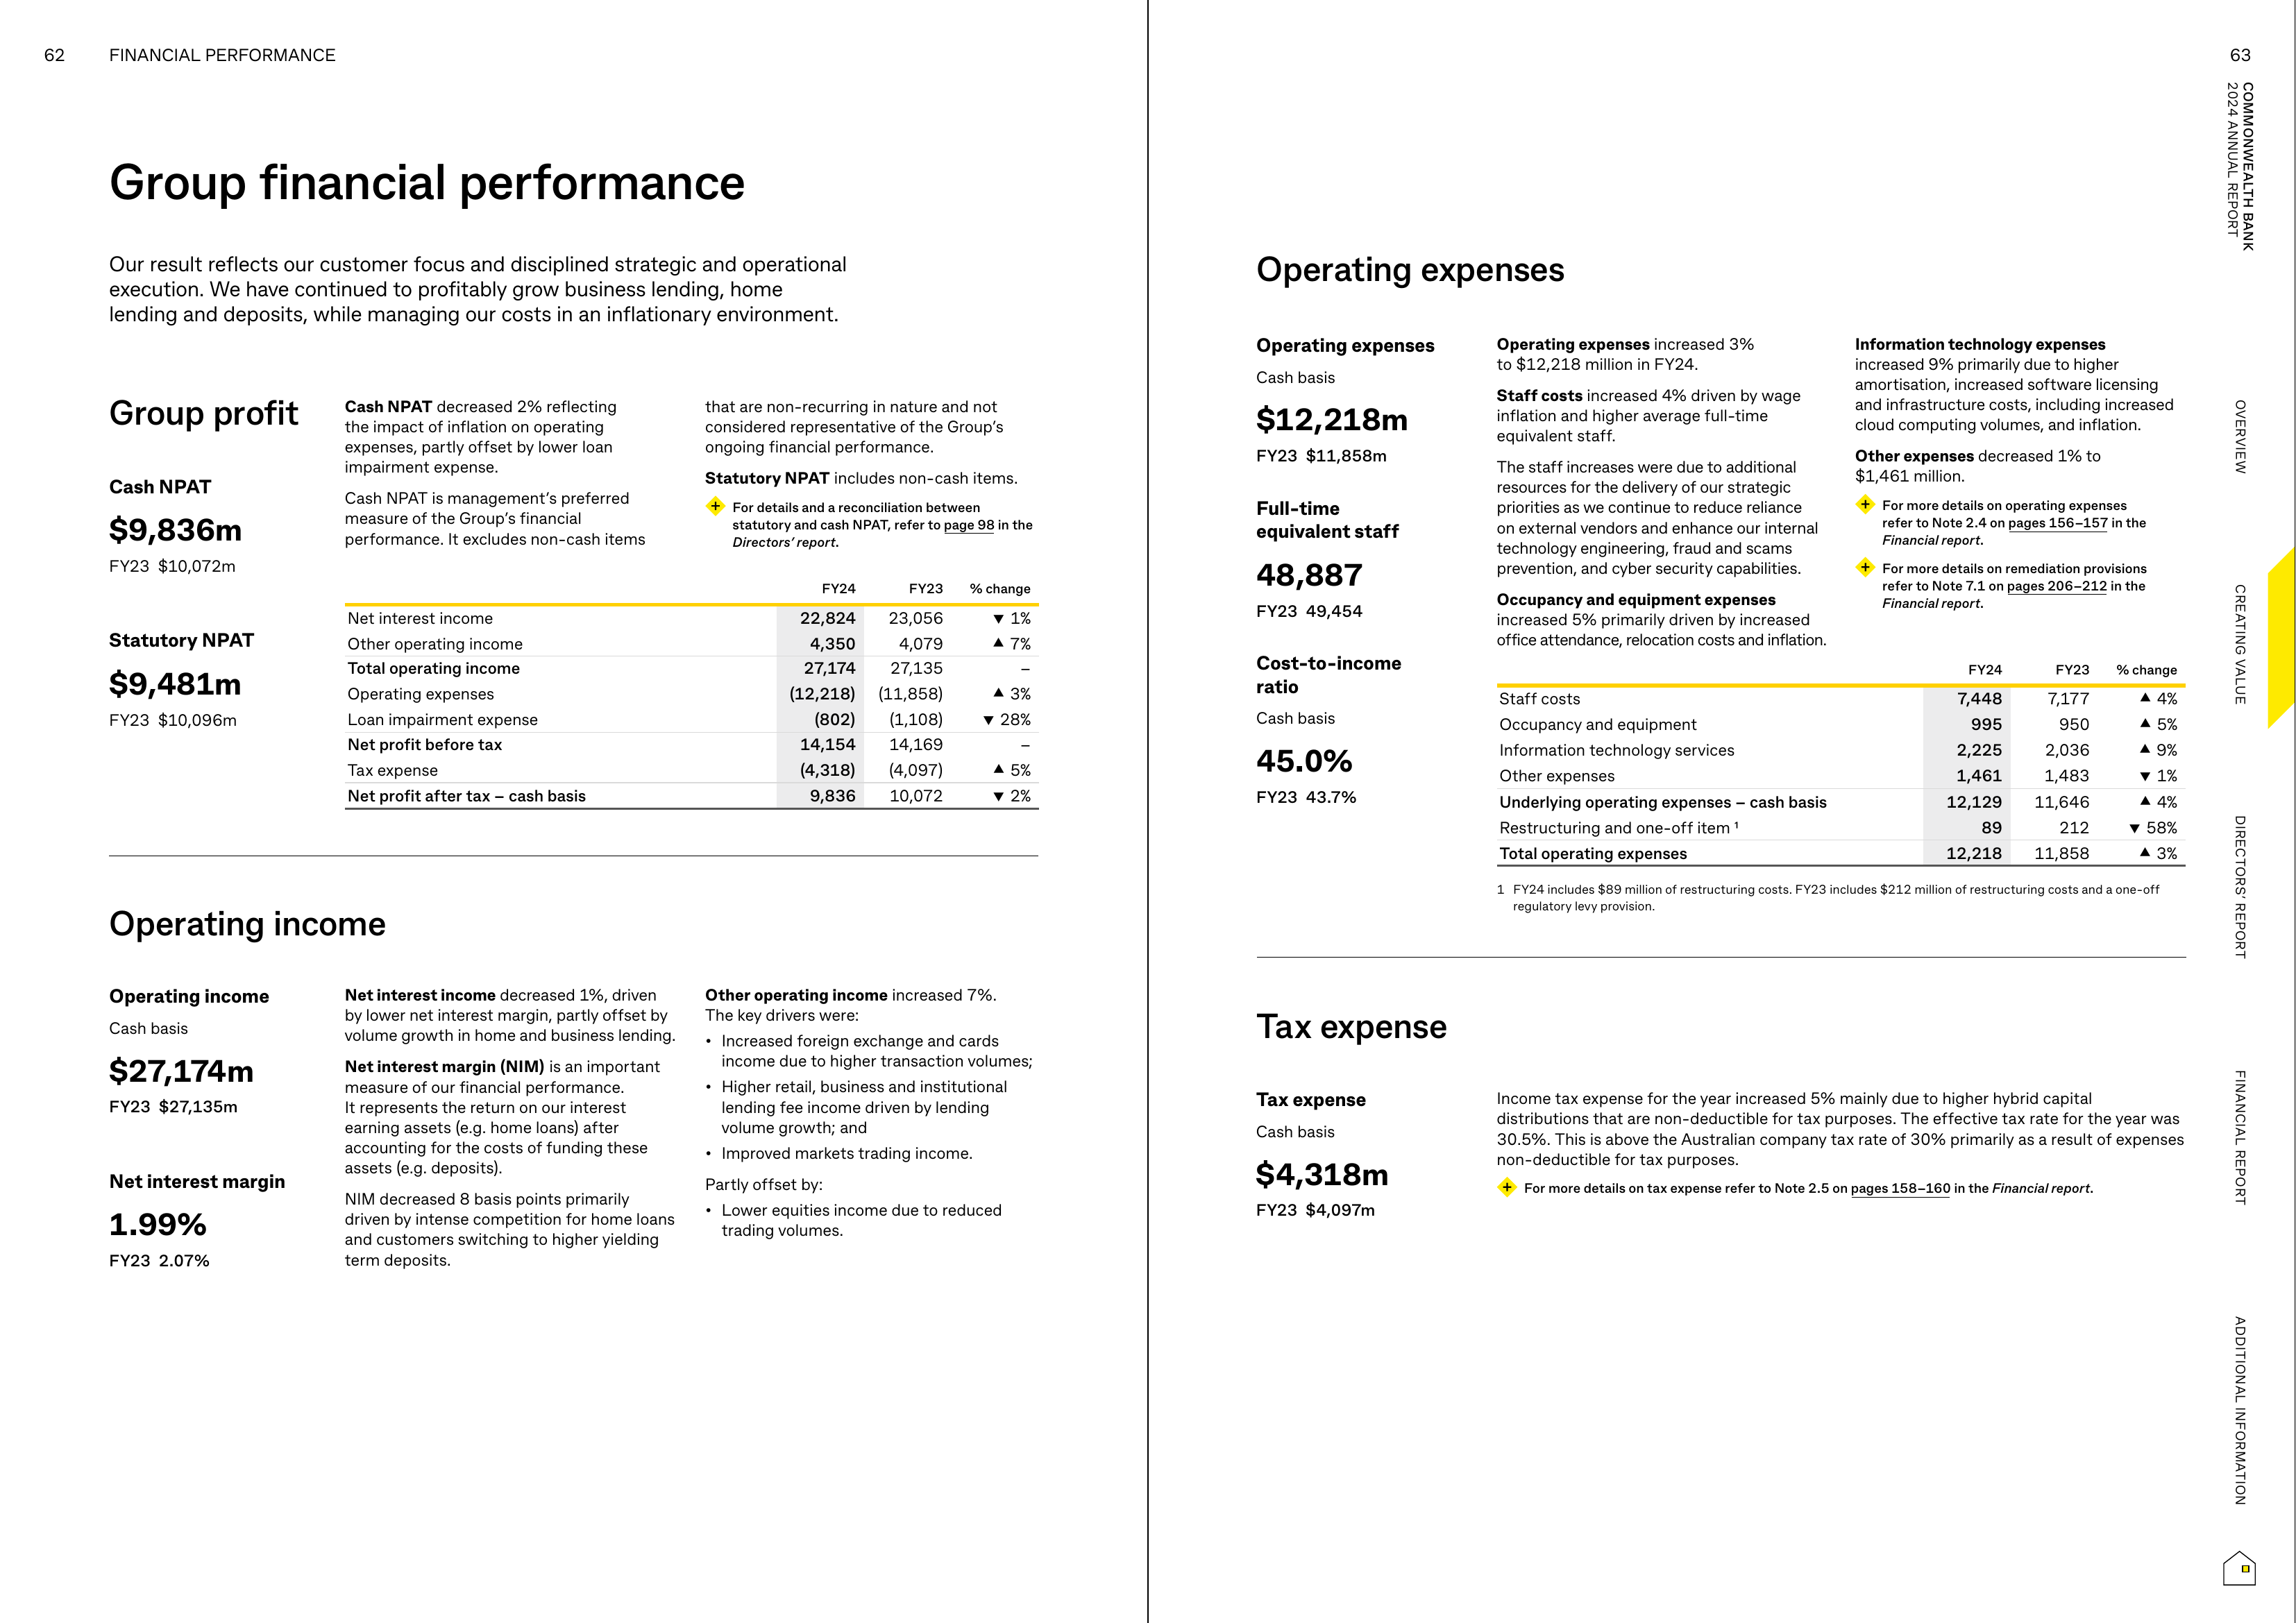 62
FINANCIAL PERFORMANCE
Group financial performance
Our result reflects our customer focus and disciplined strategic and operational
execution. We have continued to profitably grow business lending, home
lending and deposits, while managing our costs in an inflationary environment.
Group profit
Cash NPAT
$9,836m
FY23 $10,072m
Statutory NPAT
$9,481m
FY23 $10,096m
Cash NPAT decreased 2% reflecting
the impact of inflation on operating
expenses, partly offset by lower loan
impairment expense.
Cash NPAT is management’s preferred
measure of the Group’s financial
performance. It excludes non-cash items
that are non-recurring in nature and not
considered representative of the Group’s
ongoing financial performance.
Statutory NPAT includes non-cash items.
For details and a reconciliation between
statutory and cash NPAT, refer to page 98 in the
Directors’ report.
FY24 FY23 % change
Net interest income 22,824 23,056 ▼ 1%
Other operating income 4,350 4,079 ▲ 7%
Total operating income 27,174 27,135 –
Operating expenses (12,218) (11,858) ▲ 3%
Loan impairment expense (802) (1,108) ▼ 28%
Net profit before tax 14,154 14,169 –
Tax expense (4,318) (4,097) ▲ 5%
Net profit after tax – cash basis 9,836 10,072 ▼ 2%
Operating income
Operating income
Cash basis
$27,174m
FY23 $27,135m
Net interest margin
1.99%
FY23 2.07%
Net interest income decreased 1%, driven
by lower net interest margin, partly offset by
volume growth in home and business lending.
Net interest margin (NIM) is an important
measure of our financial performance.
It represents the return on our interest
earning assets (e.g. home loans) after
accounting for the costs of funding these
assets (e.g. deposits).
NIM decreased 8 basis points primarily
driven by intense competition for home loans
and customers switching to higher yielding
term deposits.
Other operating income increased 7%.
The key drivers were:
• Increased foreign exchange and cards
income due to higher transaction volumes;
• Higher retail, business and institutional
lending fee income driven by lending
volume growth; and
• Improved markets trading income.
Partly offset by:
• Lower equities income due to reduced
trading volumes.
63
Operating expenses
Operating expenses
Cash basis
$12,218m
FY23 $11,858m
Full-time
equivalent staff
48,887
FY23 49,454
Cost-to-income
ratio
Cash basis
45.0%
FY23 43.7%
Operating expenses increased 3%
to $12,218 million in FY24.
Staff costs increased 4% driven by wage
inflation and higher average full-time
equivalent staff.
The staff increases were due to additional
resources for the delivery of our strategic
priorities as we continue to reduce reliance
on external vendors and enhance our internal
technology engineering, fraud and scams
prevention, and cyber security capabilities.
Occupancy and equipment expenses
increased 5% primarily driven by increased
office attendance, relocation costs and inflation.
Information technology expenses
increased 9% primarily due to higher
amortisation, increased software licensing
and infrastructure costs, including increased
cloud computing volumes, and inflation.
Other expenses decreased 1% to
$1,461 million.
For more details on operating expenses
refer to Note 2.4 on pages 156–157 in the
Financial report.
For more details on remediation provisions
refer to Note 7.1 on pages 206–212 in the
Financial report.
FY24 FY23 % change
Staff costs 7,448 7,177 ▲ 4%
Occupancy and equipment 995 950 ▲ 5%
Information technology services 2,225 2,036 ▲ 9%
Other expenses 1,461 1,483 ▼ 1%
Underlying operating expenses – cash basis 12,129 11,646 ▲ 4%
Restructuring and one-off item ¹ 89 212 ▼ 58%
Total operating expenses 12,218 11,858 ▲ 3%
1 FY24 includes $89 million of restructuring costs. FY23 includes $212 million of restructuring costs and a one-off
regulatory levy provision.
Tax expense
Tax expense
Cash basis
$4,318m
FY23 $4,097m
Income tax expense for the year increased 5% mainly due to higher hybrid capital
distributions that are non-deductible for tax purposes. The effective tax rate for the year was
30.5%. This is above the Australian company tax rate of 30% primarily as a result of expenses
non-deductible for tax purposes.
For more details on tax expense refer to Note 2.5 on pages 158–160 in the Financial report.
COMMONWEALTH BANK
2024 ANNUAL REPORT
OVERVIEW
CREATING VALUE
DIRECTORS’ REPORT
FINANCIAL REPORT
ADDITIONAL INFORMATION